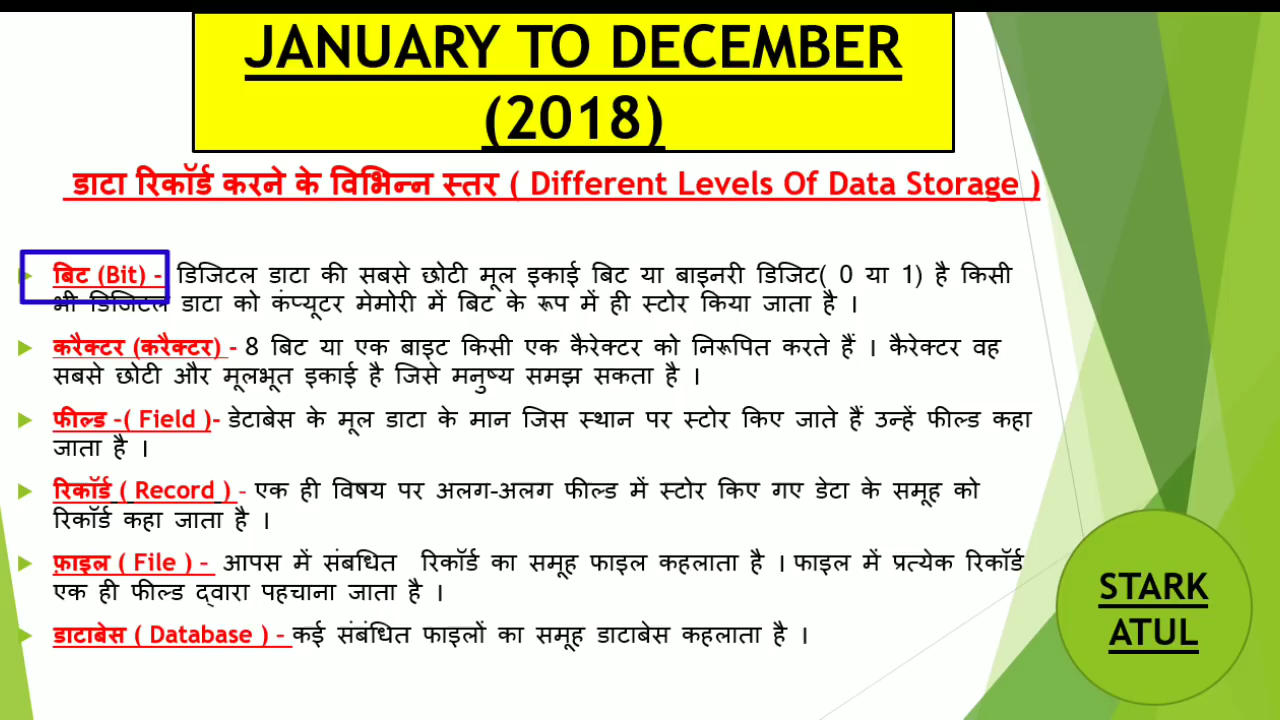 JANUARY TO DECEMBER
(2018)
डाटा रिकॉर्ड करने के विभिन्न स्तर ( Different Levels Of Data Storage )
बिट (Bit) - डिजिटल डाटा की सबसे छोटी मूल इकाई बिट या बाइनरी डिजिट( 0 या 1) है किसी
भी डिजिटल डाटा को कंप्यूटर मेमोरी में बिट के रूप में ही स्टोर किया जाता है ।
करैक्टर (करैक्टर) - 8 बिट या एक बाइट किसी एक कैरेक्टर को निरूपित करते हैं । कैरेक्टर वह
सबसे छोटी और मूलभूत इकाई है जिसे मनुष्य समझ सकता है ।
फील्ड -( Field )- डेटाबेस के मूल डाटा के मान जिस स्थान पर स्टोर किए जाते हैं उन्हें फील्ड कहा
जाता है ।
रिकॉर्ड ( Record ) - एक ही विषय पर अलग-अलग फील्ड में स्टोर किए गए डेटा के समूह को
रिकॉर्ड कहा जाता है ।
फ़ाइल ( File ) - आपस में संबधित रिकॉर्ड का समूह फाइल कहलाता है । फाइल में प्रत्येक रिकॉर्ड
एक ही फील्ड द्वारा पहचाना जाता है ।
डाटाबेस ( Database ) - कई संबंधित फाइलों का समूह डाटाबेस कहलाता है ।
STARK
ATUL